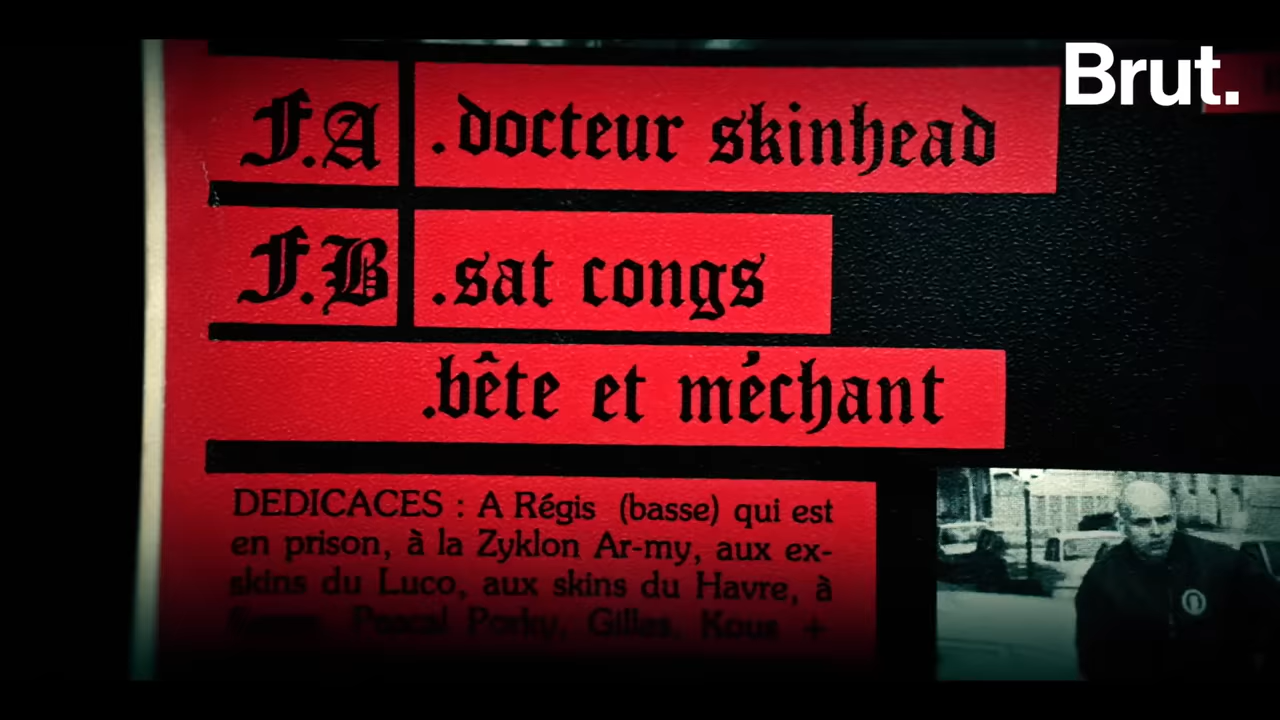 Brut.
F.A .docteur skinhead
F.B .sat congs
.bête et méchant
DEDICACES : A Régis (basse) qui est
en prison, à la Zyklon Ar-my, aux ex-
skins du Luco, aux skins du Havre, à
Pascal Porky, Gilles, Kous +